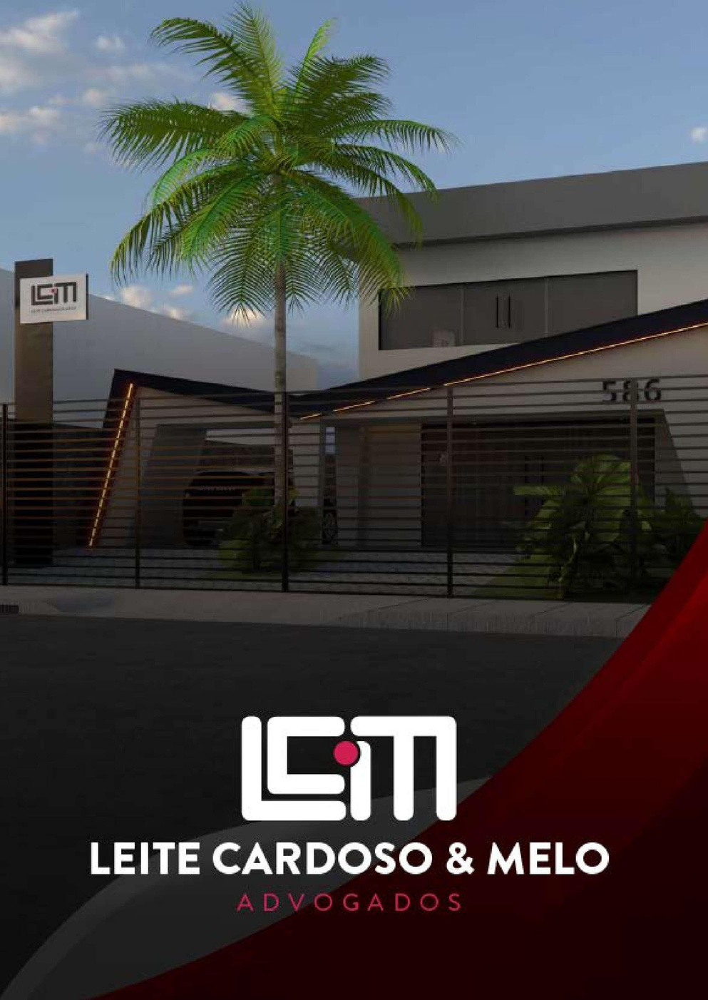 LCM
586
LCM
LEITE CARDOSO & MELO
ADVOGADOS